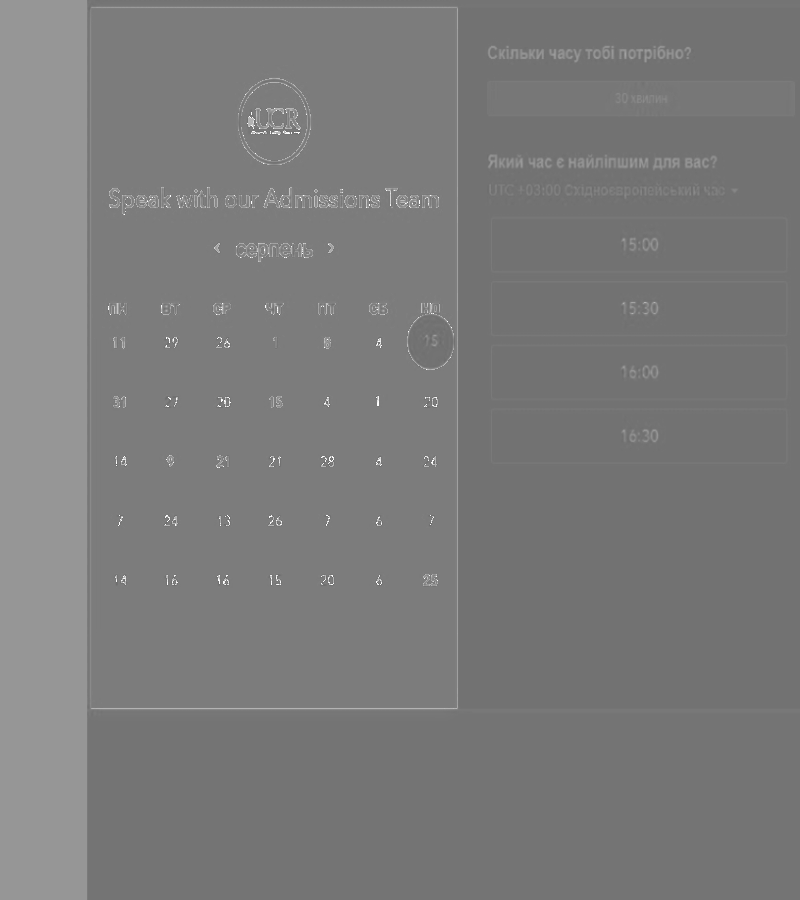 UCR
Speak with our Admissions Team
серпень
ПН ВТ СР ЧТ ПТ СБ НД
11 29 26 1 8 4 15
31 27 20 15 4 1 20
14 9 21 21 28 4 24
7 24 13 26 7 6 7
14 16 16 15 20 6 25
Скільки часу тобі потрібно?
30 хвилин
Який час є найліпшим для вас?
UTC +03:00 Східноєвропейський час
15:00
15:30
16:00
16:30